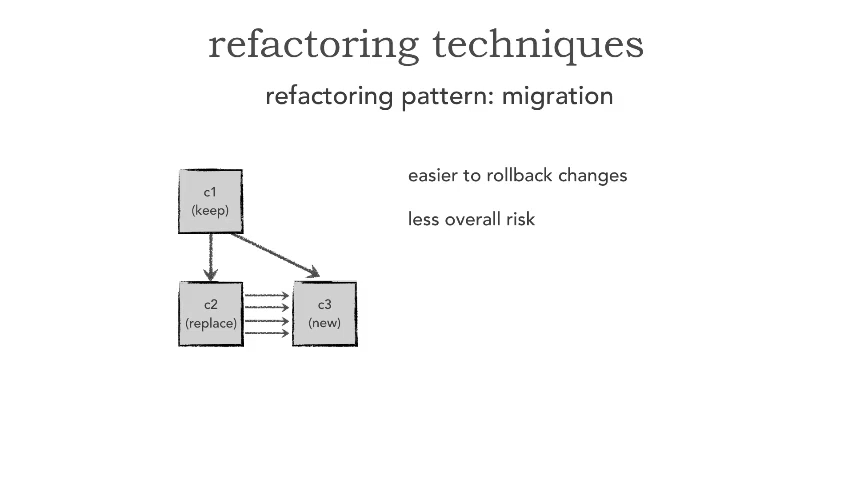 refactoring techniques
refactoring pattern: migration
c1
(keep)
easier to rollback changes
less overall risk
c2
(replace)
c3
(new)